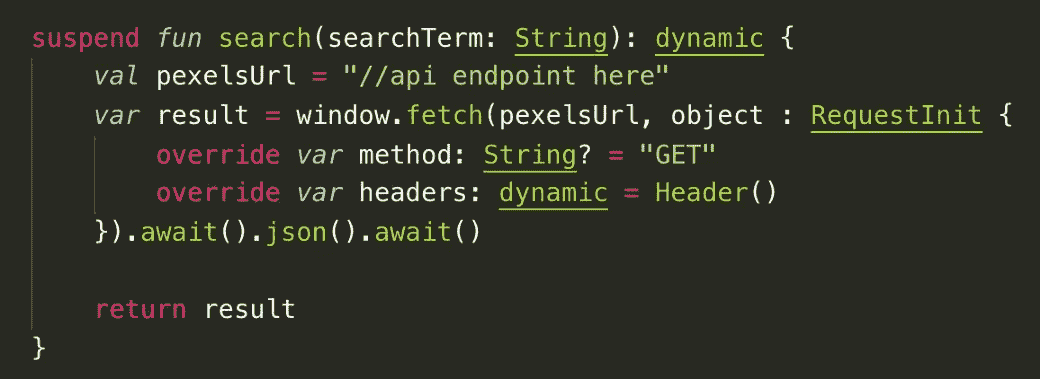 suspend fun search(searchTerm: String): dynamic {
    val pexelsUrl = "//api endpoint here"
    var result = window.fetch(pexelsUrl, object : RequestInit {
        override var method: String? = "GET"
        override var headers: dynamic = Header()
    }).await().json().await()

    return result
}